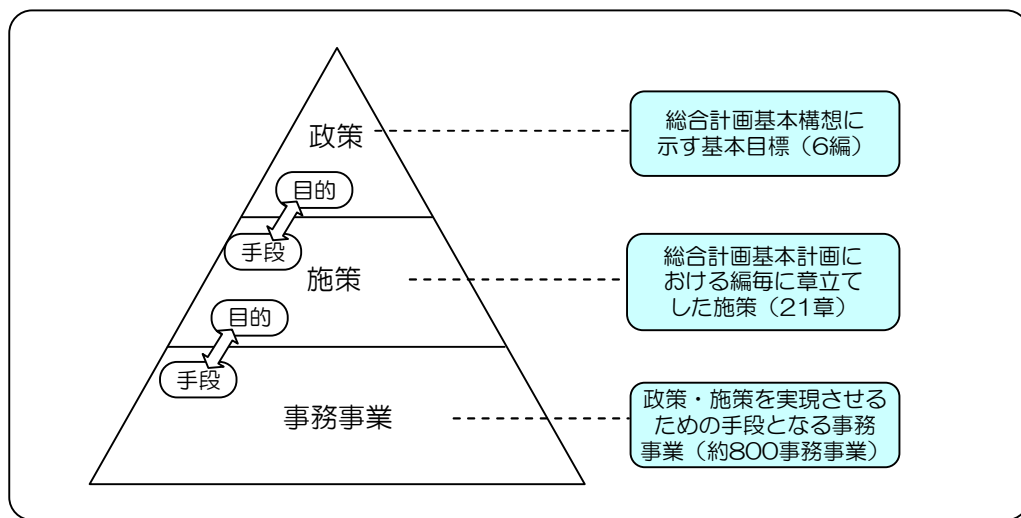 政策
総合計画基本構想に
示す基本目標（6編）
目的
手段
施策
総合計画基本計画に
おける編毎に章立て
した施策（21章）
目的
手段
事務事業
政策・施策を実現させる
ための手段となる事務
事業（約800事務事業）